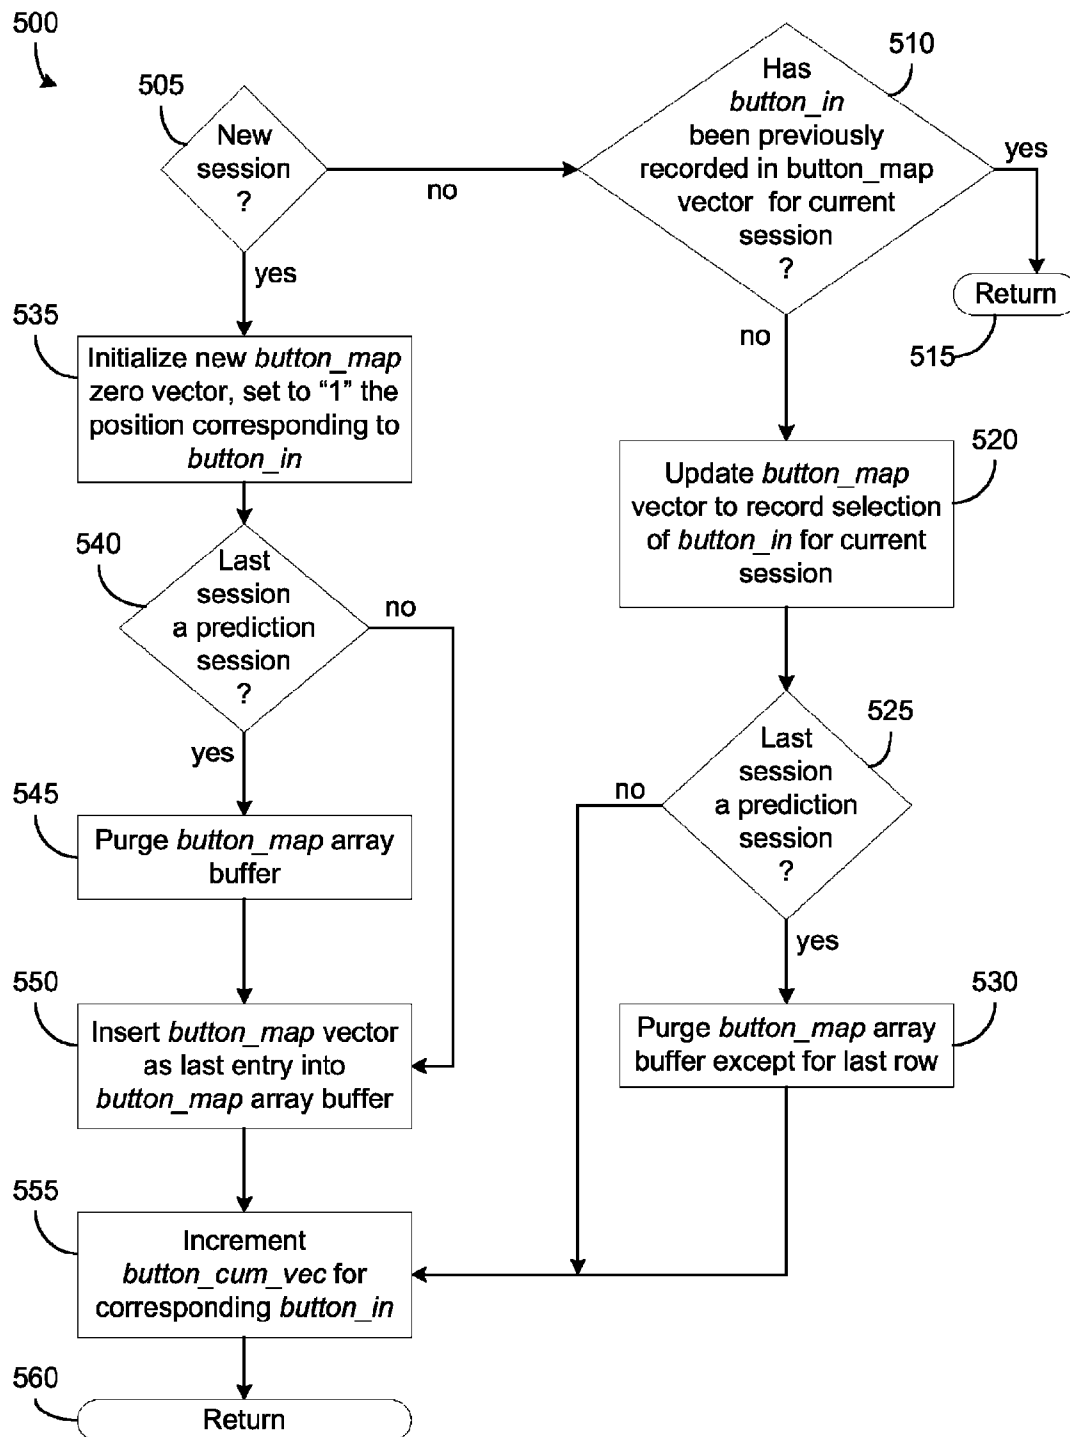 500
505
New
session
?
no
yes
510
Has
button_in
been previously
recorded in button_map
vector for current
session
?
yes
no
Return
515
535
Initialize new button_map
zero vector, set to “1” the
position corresponding to
button_in
520
Update button_map
vector to record selection
of button_in for current
session
540
Last
session
a prediction
session
?
no
yes
525
Last
session
a prediction
session
?
no
yes
545
Purge button_map array
buffer
530
Purge button_map array
buffer except for last row
550
Insert button_map vector
as last entry into
button_map array buffer
555
Increment
button_cum_vec for
corresponding button_in
560
Return